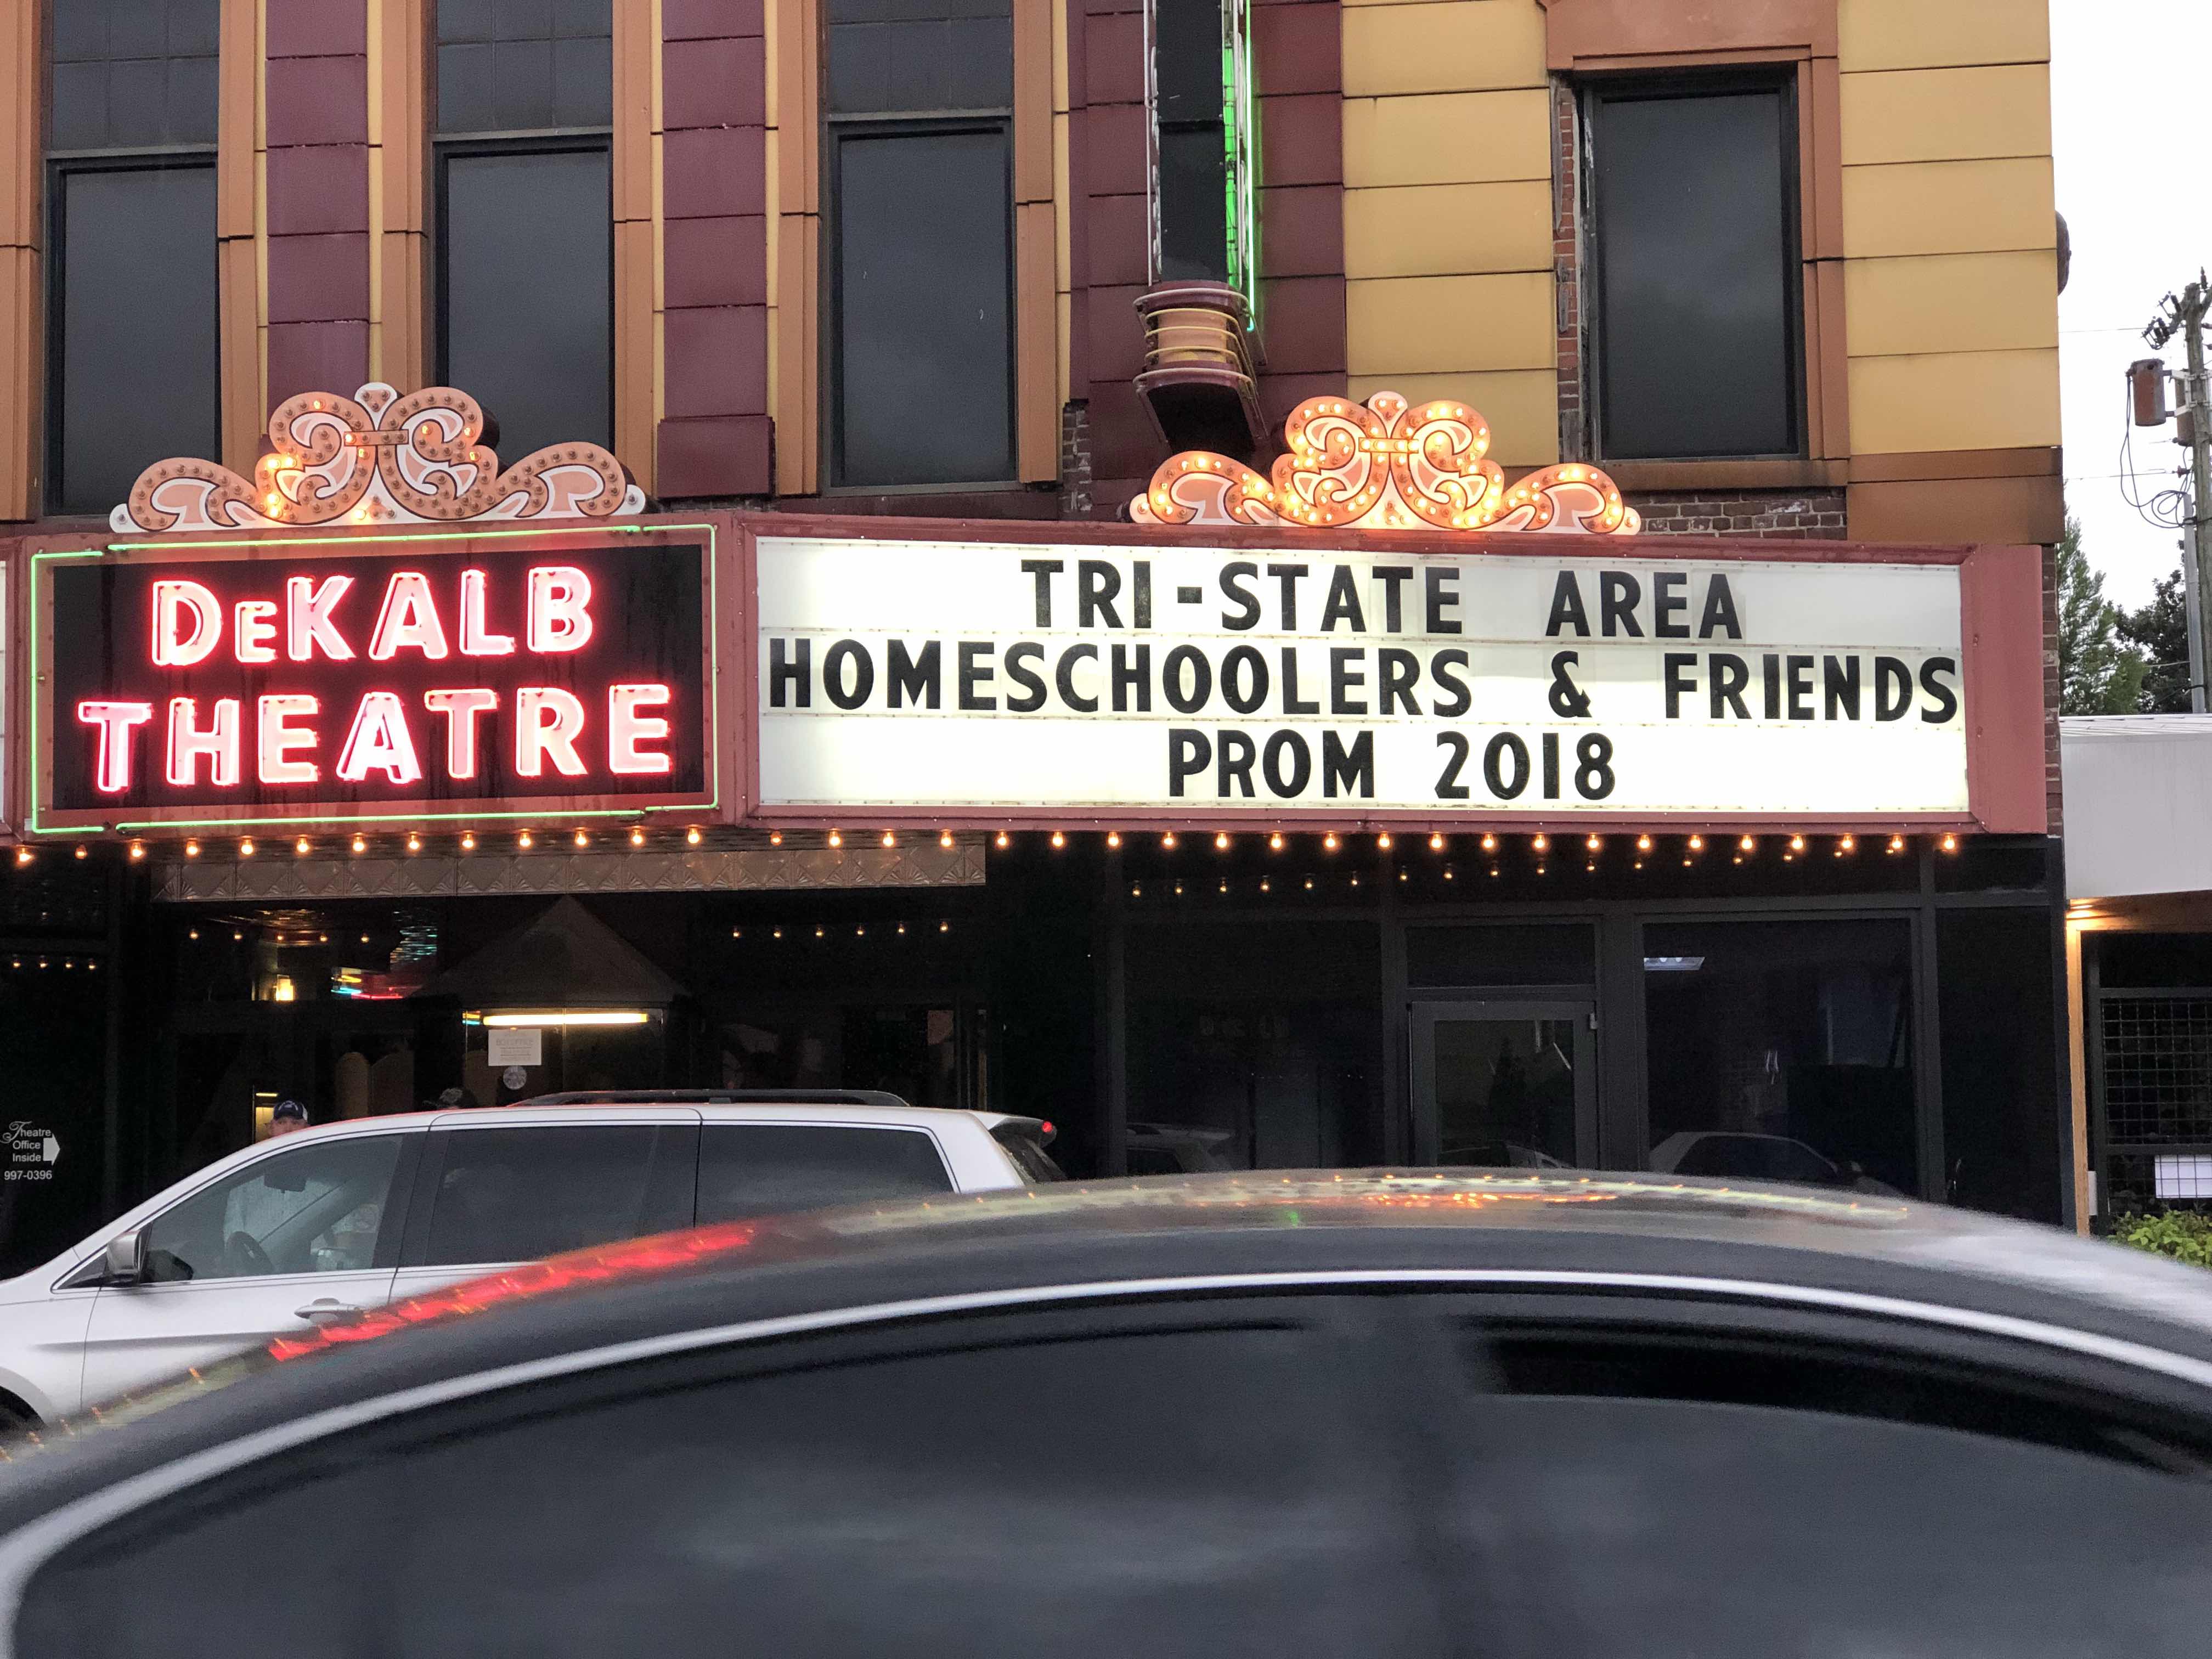 DEKALB
THEATRE
TRI-STATE AREA
HOMESCHOOLERS & FRIENDS
PROM 2018
Theatre
Office
Inside
997-0396